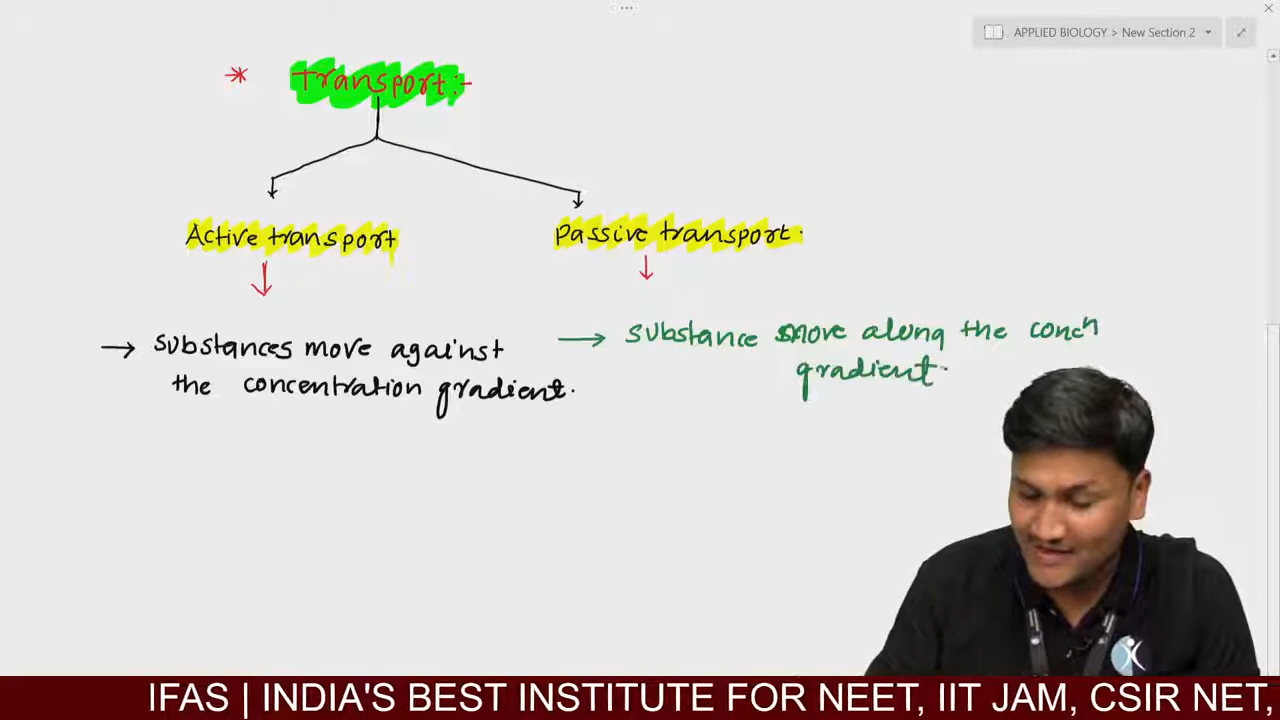 APPLIED BIOLOGY > New Section 2
* Transport:-
Active transport
Passive transport.
→ substances move against
the concentration gradient.
→ substance move along the concn
gradient.
IFAS | INDIA'S BEST INSTITUTE FOR NEET, IIT JAM, CSIR NET,